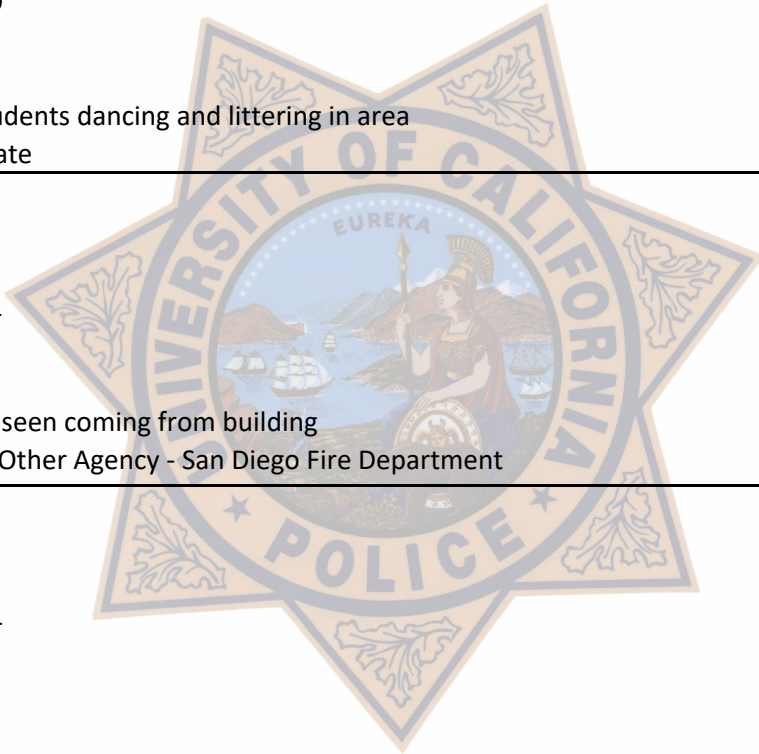 dents dancing and littering in area
ate
seen coming from building
Other Agency - San Diego Fire Department
UNIVERSITY OF CALIFORNIA
EUREKA
POLICE